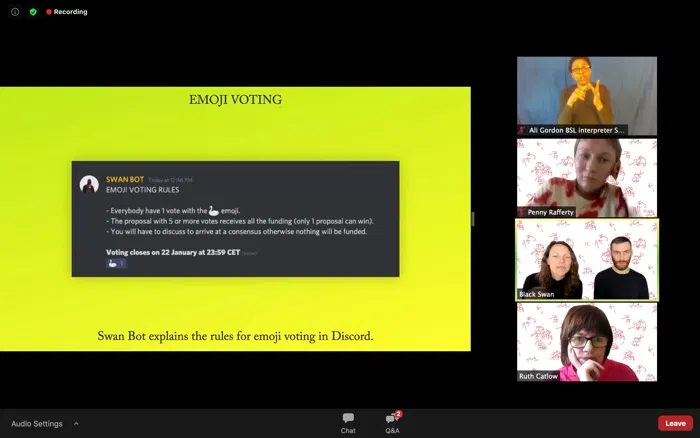 Recording
EMOJI VOTING
SWAN BOT Today at 12:04 PM
EMOJI VOTING RULES
- Everybody have 1 vote with the 🦢 emoji.
- The proposal with 5 or more votes receives all the funding (only 1 proposal can win).
- You will have to discuss to arrive at a consensus otherwise nothing will be funded.
Voting closes on 22 January at 23:59 CET (edited)
🦢 1
Swan Bot explains the rules for emoji voting in Discord.
Ali Gordon BSL interpreter S...
Penny Rafferty
Black Swan
Ruth Catlow
Audio Settings
Chat
Q&A
2
Leave